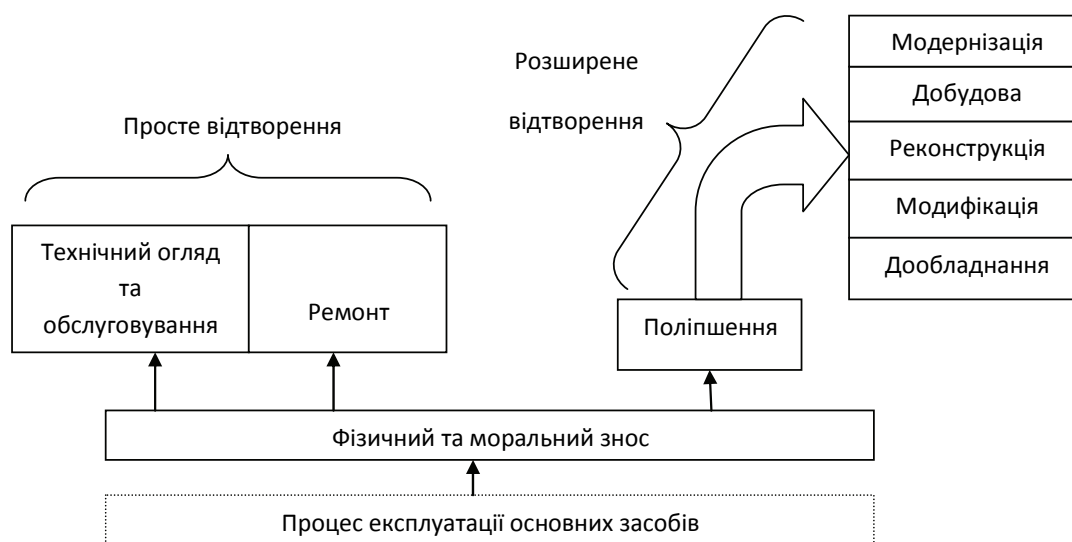 Модернізація
Розширене
Добудова
відтворення
Просте відтворення
Реконструкція
Модифікація
Технічний огляд
та
обслуговування
Ремонт
Дообладнання
Поліпшення
Фізичний та моральний знос
Процес експлуатації основних засобів